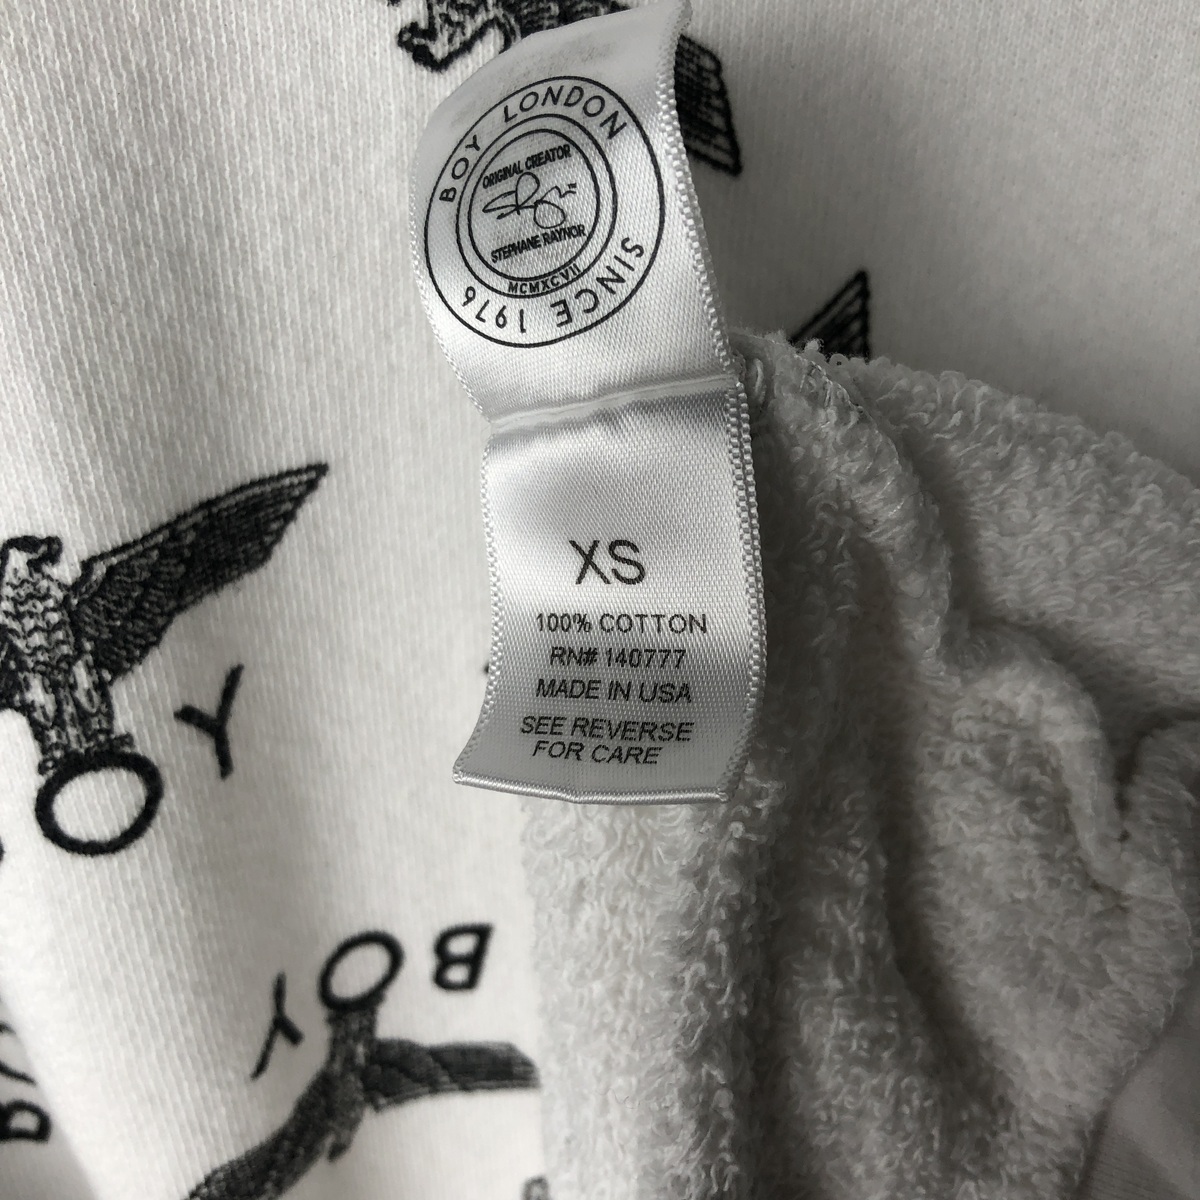 BOY LONDON
ORIGINAL CREATOR
STEPHANE RAYNOR
MCMXCVII
SINCE 1976
XS
100% COTTON
RN# 140777
MADE IN USA
SEE REVERSE
FOR CARE
OY
BOY